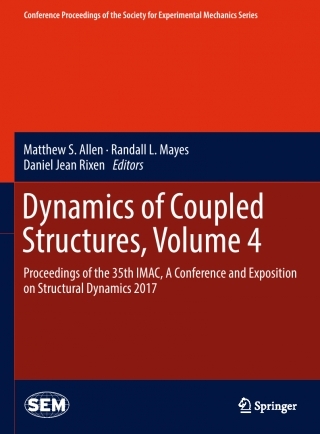 Conference Proceedings of the Society for Experimental Mechanics Series
Matthew S. Allen · Randall L. Mayes
Daniel Jean Rixen Editors
Dynamics of Coupled
Structures, Volume 4
Proceedings of the 35th IMAC, A Conference and Exposition
on Structural Dynamics 2017
SEM
Springer